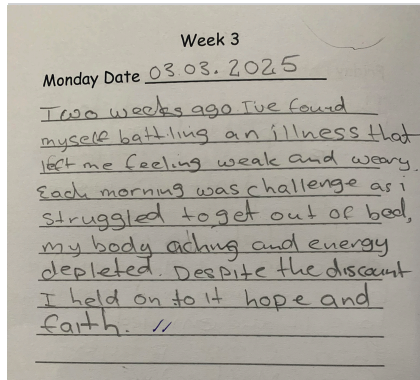 Week 3
Monday Date 03.03.2025
Two weeks ago I've found
myself battling an illness that
left me feeling weak and weary.
Each morning was challenge as i
struggled to get out of bed,
my body aching and energy
depleted. Despite the discount
I held on to it hope and
faith. //